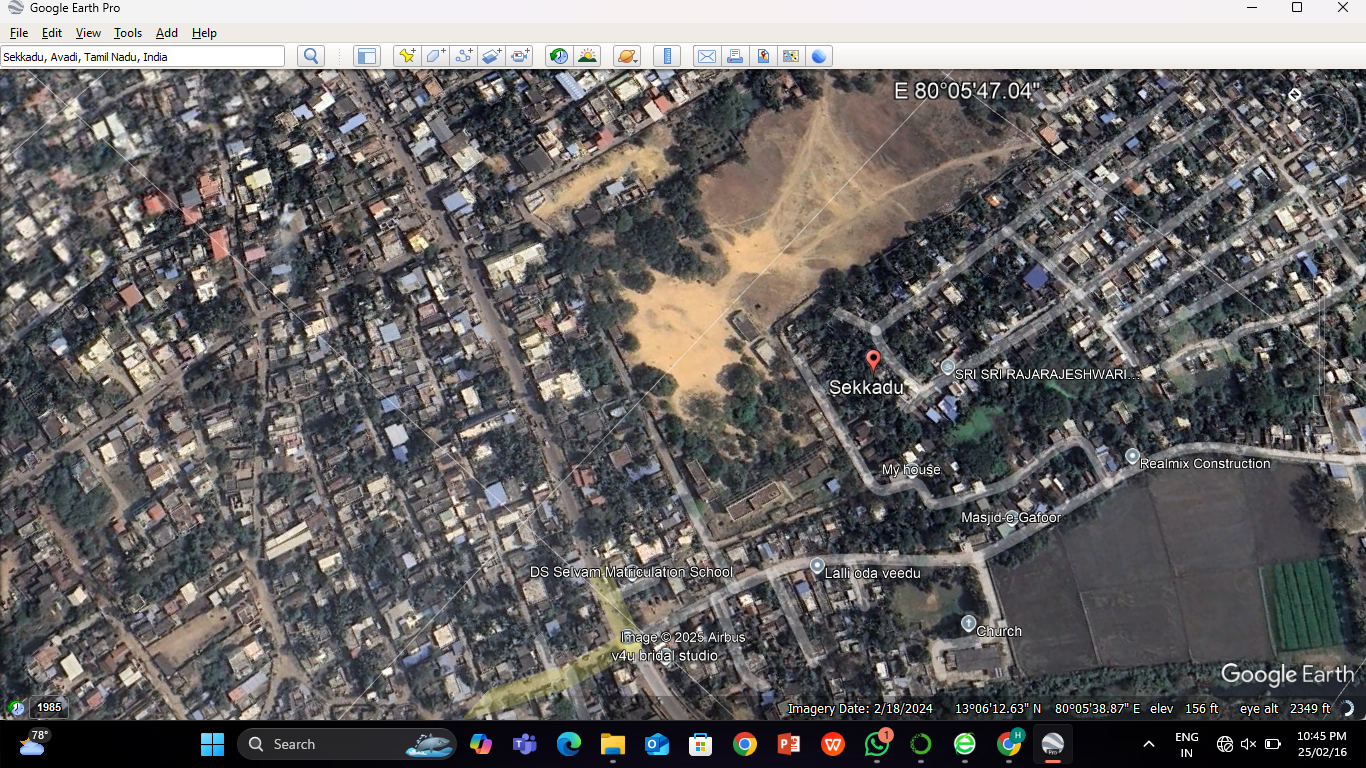 Google Earth Pro
File Edit View Tools Add Help
Sekkadu, Avadi, Tamil Nadu, India
E 80°05'47.04"
SRI SRI RAJARAJESHWARI...
Sekkadu
My house
Realmix Construction
Masjid-e-Gafoor
DS Selvam Matriculation School
Lalli oda veedu
Church
Image © 2025 Airbus
v4u bridal studio
Google Earth
1985
Imagery Date: 2/18/2024 13°06'12.63" N 80°05'38.87" E elev 156 ft eye alt 2349 ft
78°
Search
1
H
Pro
ENG
IN
10:45 PM
25/02/16